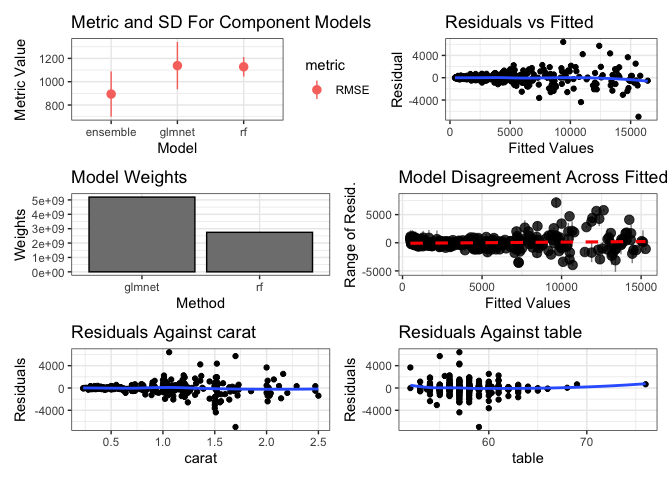 Metric and SD For Component Models
Metric Value
1200
1000
800
ensemble glmnet rf
Model
metric
RMSE
Residuals vs Fitted
Residual
4000
0
-4000
0 5000 10000 15000
Fitted Values
Model Weights
Weights
5e+09
4e+09
3e+09
2e+09
1e+09
0e+00
glmnet rf
Method
Model Disagreement Across Fitted
Range of Resid.
5000
0
-5000
0 5000 10000 15000
Fitted Values
Residuals Against carat
Residuals
4000
0
-4000
0.5 1.0 1.5 2.0 2.5
carat
Residuals Against table
Residuals
4000
0
-4000
60 70
table